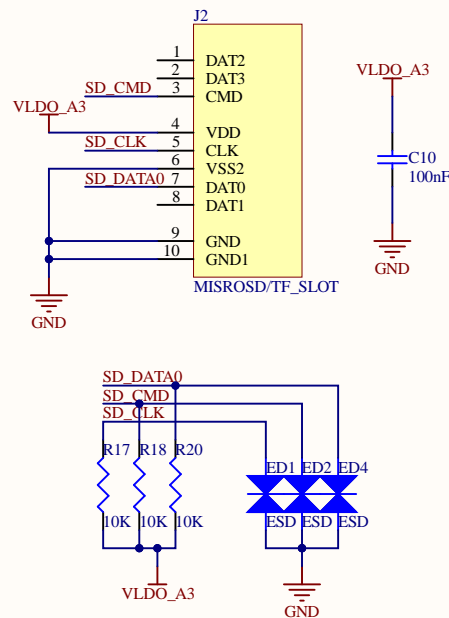 J2
1 DAT2
2 DAT3
SD_CMD 3 CMD
VLDO_A3
4 VDD
SD_CLK 5 CLK
6 VSS2
SD_DATA0 7 DAT0
8 DAT1
9 GND
10 GND1
MISROSD/TF_SLOT
GND
VLDO_A3
C10
100nF
GND
SD_DATA0
SD_CMD
SD_CLK
R17 R18 R20
10K 10K 10K
VLDO_A3
ED1 ED2 ED4
ESD ESD ESD
GND